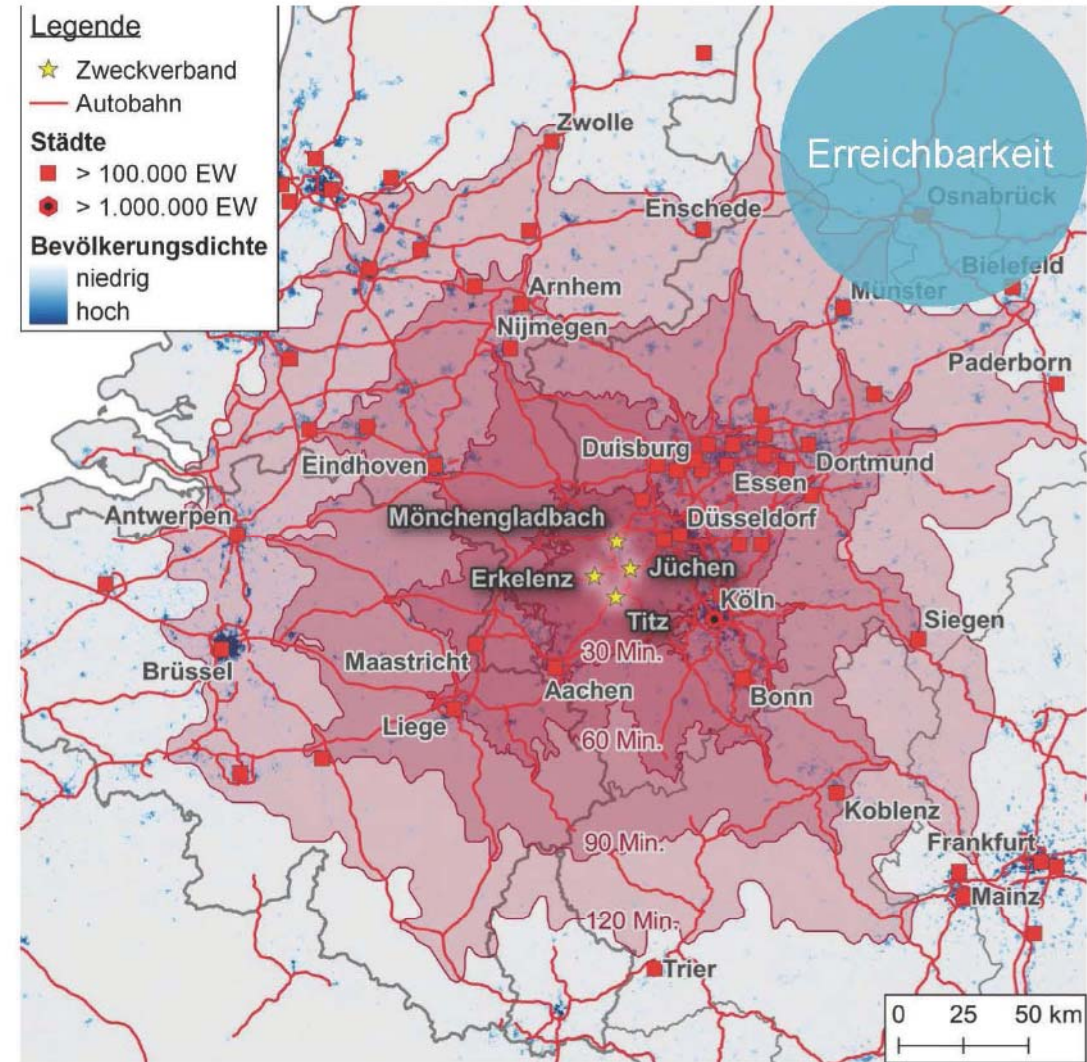 Legende
Zweckverband
Autobahn
Städte
> 100.000 EW
> 1.000.000 EW
Bevölkerungsdichte
niedrig
hoch
Erreichbarkeit
Zwolle
Enschede
Osnabrück
Bielefeld
Münster
Arnhem
Nijmegen
Paderborn
Duisburg
Dortmund
Eindhoven
Essen
Antwerpen
Mönchengladbach
Düsseldorf
Erkelenz
Jüchen
Köln
Titz
Siegen
30 Min.
Brüssel
Maastricht
Aachen
Bonn
Liege
60 Min.
Koblenz
90 Min.
Frankfurt
Mainz
120 Min.
Trier
0 25 50 km